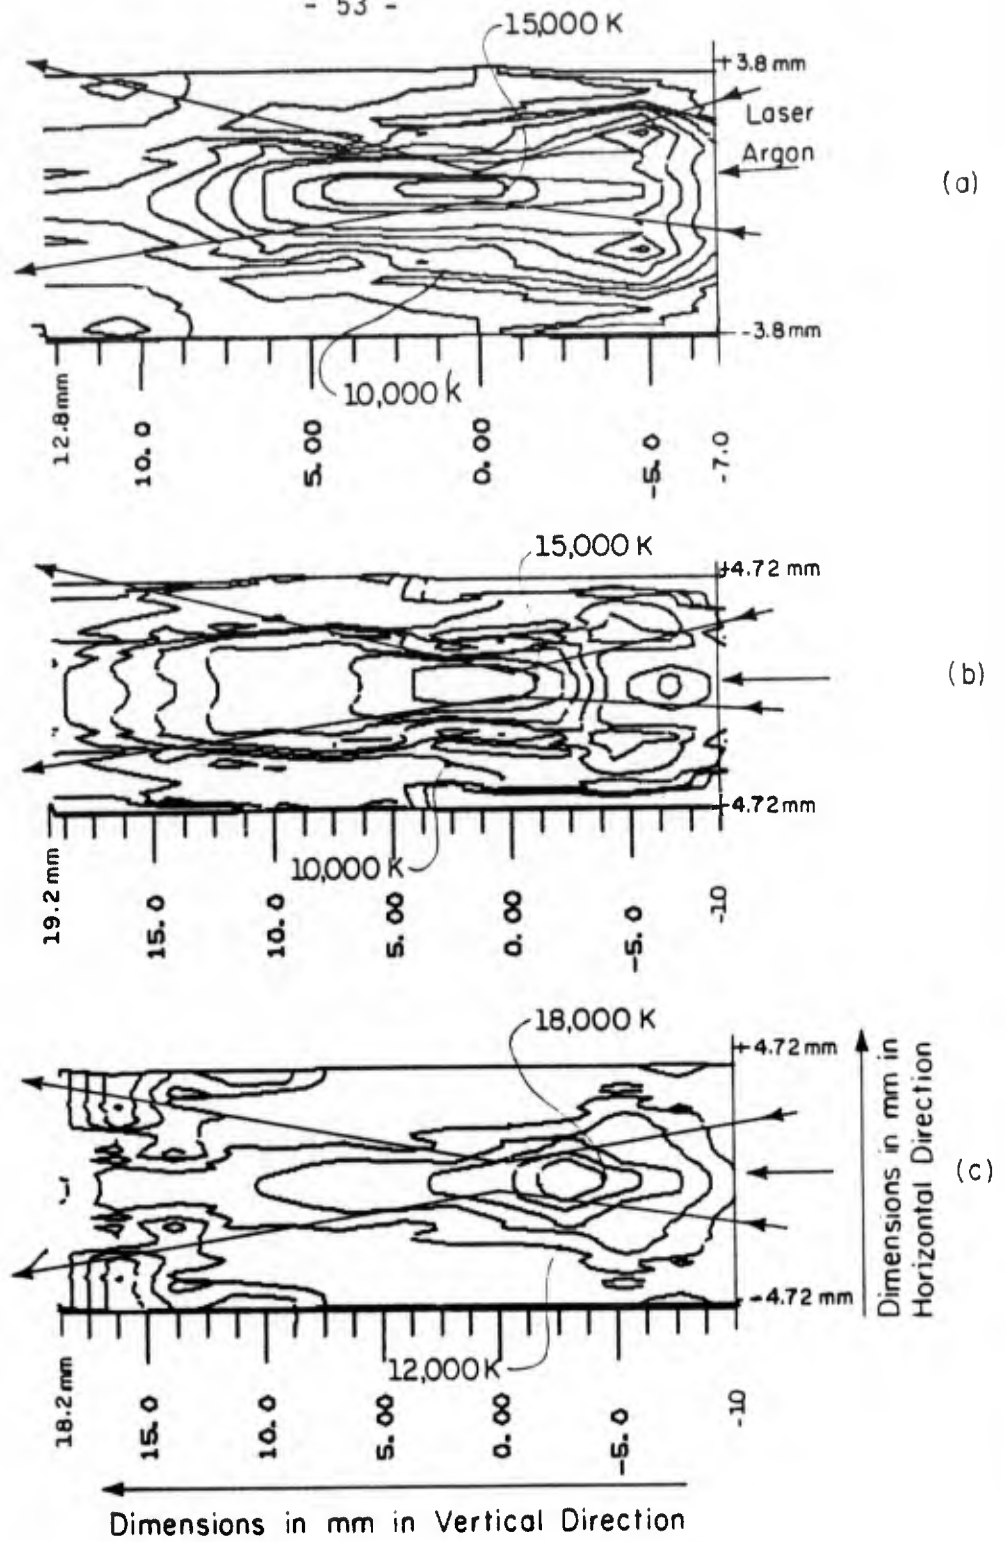 - 53 -
15,000 K
+3.8 mm
Laser
Argon
(a)
-3.8 mm
10,000 k
12.8mm
10.0
5.00
0.00
-5.0
-7.0
15,000 K
+4.72 mm
(b)
-4.72 mm
10,000 K
19.2 mm
15.0
10.0
5.00
0.00
-5.0
-10
18,000 K
+4.72 mm
(c)
-4.72 mm
12,000 K
18.2 mm
15.0
10.0
5.00
0.00
-5.0
-10
Dimensions in mm in
Horizontal Direction
Dimensions in mm in Vertical Direction